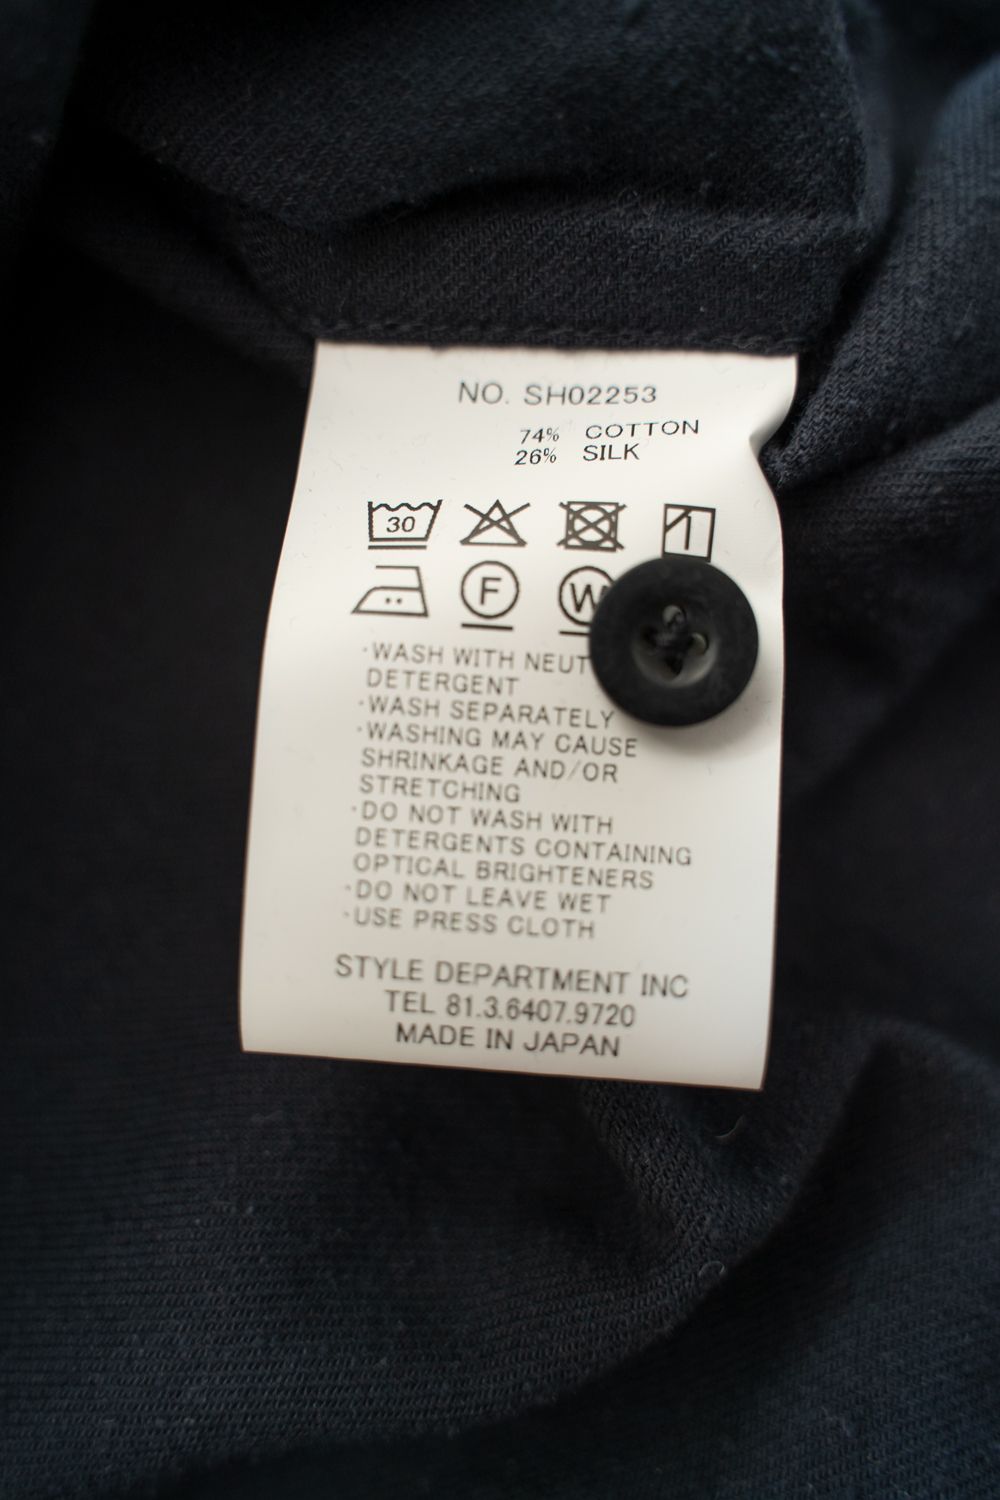 NO. SH02253
74% COTTON
26% SILK
30
F W
·WASH WITH
DETERGENT
·WASH SEPARATELY
·WASHING MAY CAUSE
SHRINKAGE AND/OR
STRETCHING
·DO NOT WASH WITH
DETERGENTS CONTAINING
OPTICAL BRIGHTENERS
·DO NOT LEAVE WET
·USE PRESS CLOTH
STYLE DEPARTMENT INC
TEL 81.3.6407.9720
MADE IN JAPAN